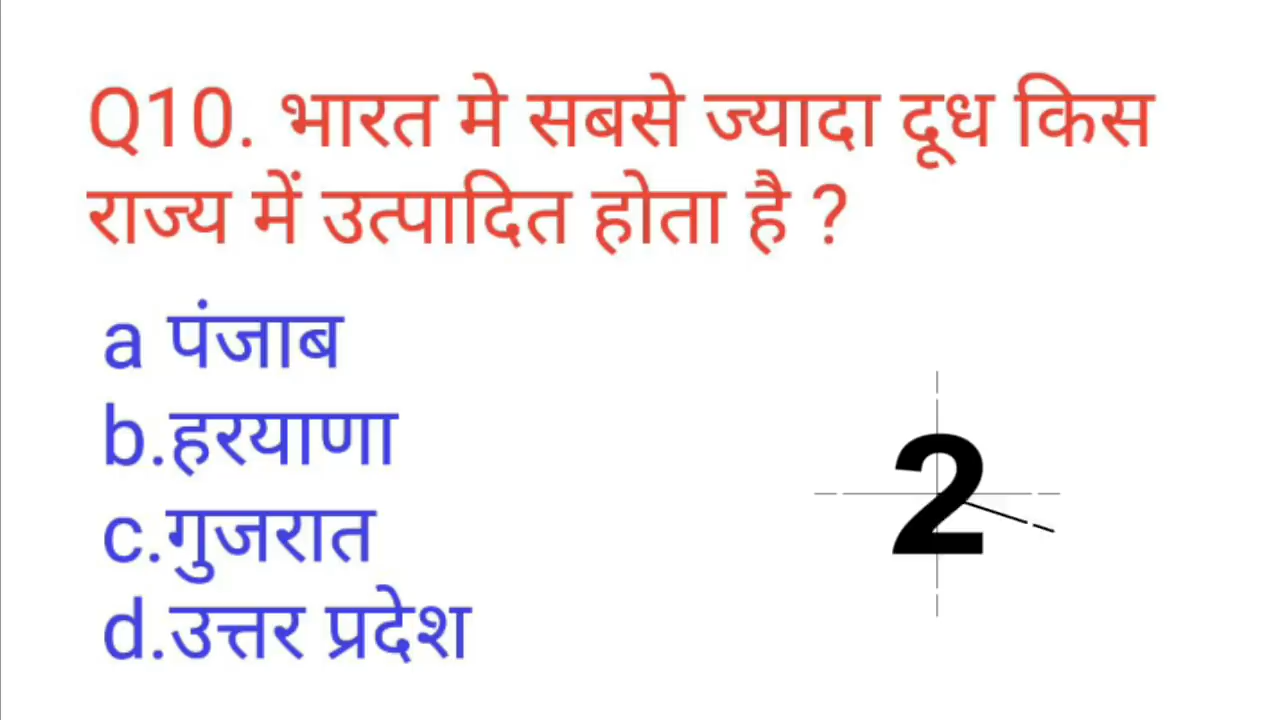 Q10. भारत मे सबसे ज्यादा दूध किस
राज्य में उत्पादित होता है ?
a पंजाब
b.हरयाणा
c.गुजरात
d.उत्तर प्रदेश
2